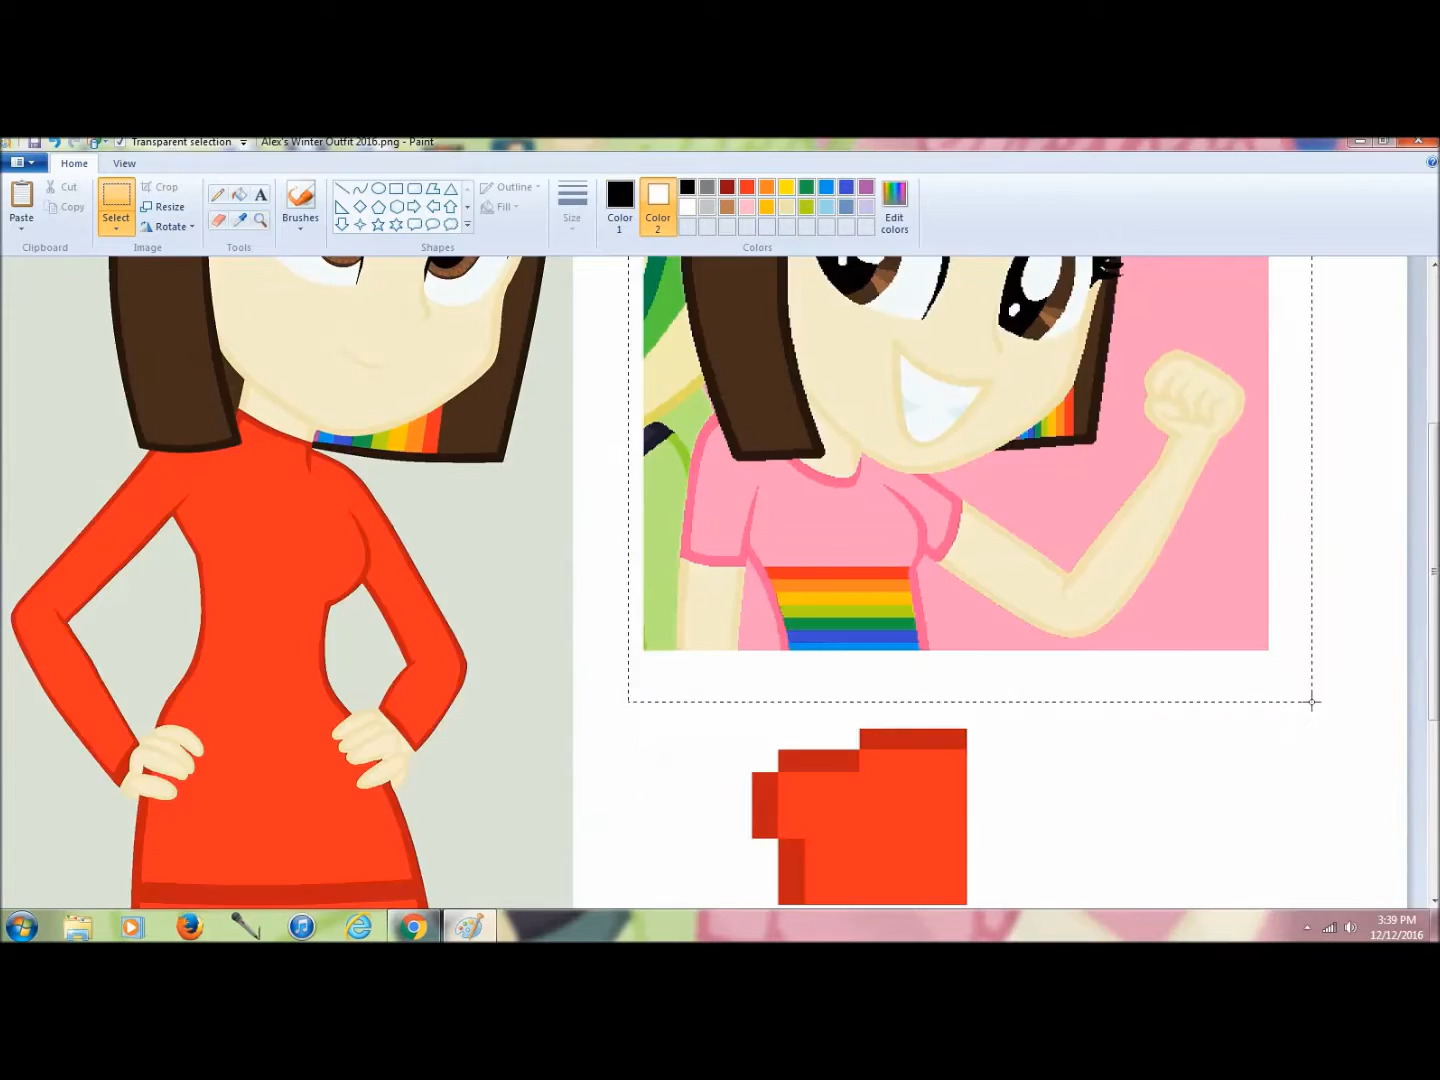 Transparent selection Alex's Winter Outfit 2016.png - Paint
Home View
Cut Crop Outline
Copy Resize Fill
Paste Select Rotate A Brushes Size Color 1 Color 2 Edit colors
Clipboard Image Tools Shapes Colors
3:39 PM
12/12/2016